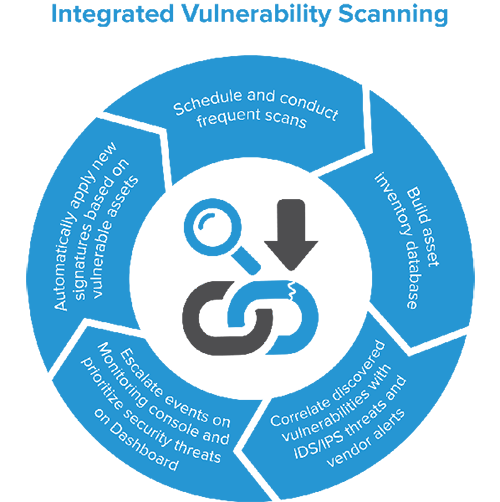 Integrated Vulnerability Scanning
Schedule and conduct
frequent scans
Build asset
inventory database
Correlate discovered
vulnerabilities with
IDS/IPS threats and
vendor alerts
Escalate events on
Monitoring console and
prioritize security threats
on Dashboard
Automatically apply new
signatures based on
vulnerable assets